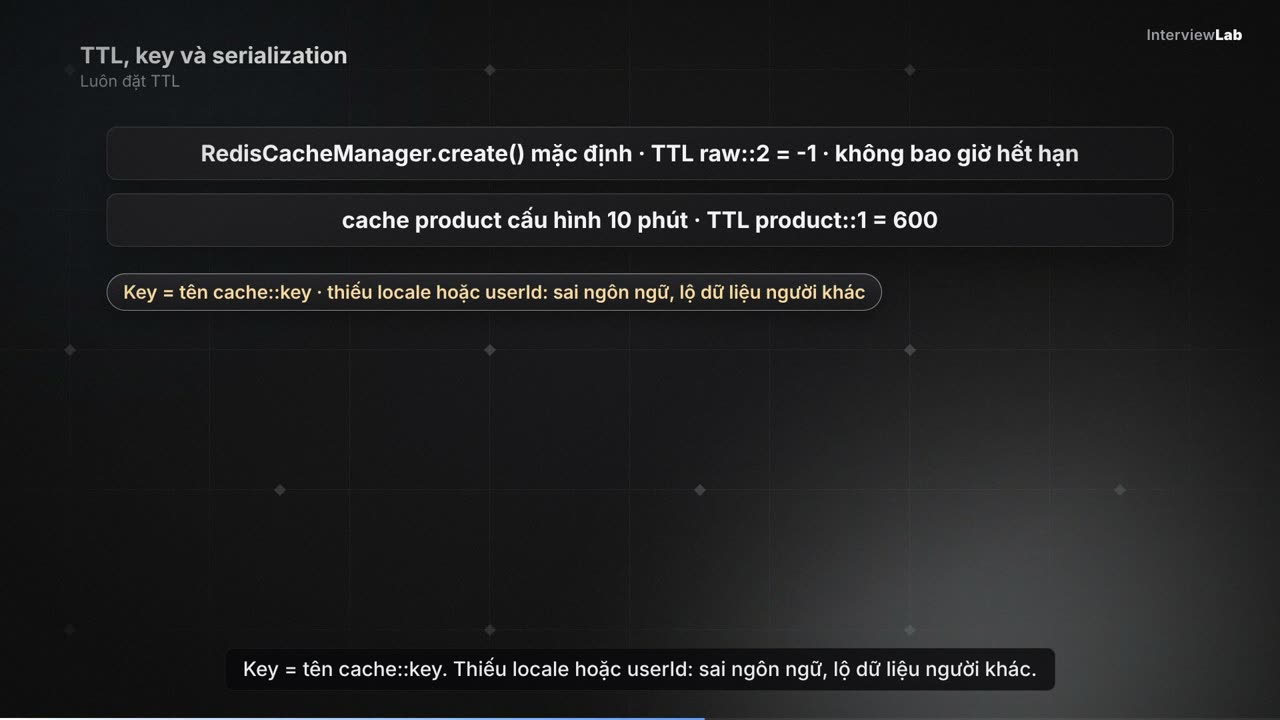 InterviewLab
TTL, key và serialization
Luôn đặt TTL
RedisCacheManager.create() mặc định · TTL raw::2 = -1 · không bao giờ hết hạn
cache product cấu hình 10 phút · TTL product::1 = 600
Key = tên cache::key · thiếu locale hoặc userId: sai ngôn ngữ, lộ dữ liệu người khác
Key = tên cache::key. Thiếu locale hoặc userId: sai ngôn ngữ, lộ dữ liệu người khác.